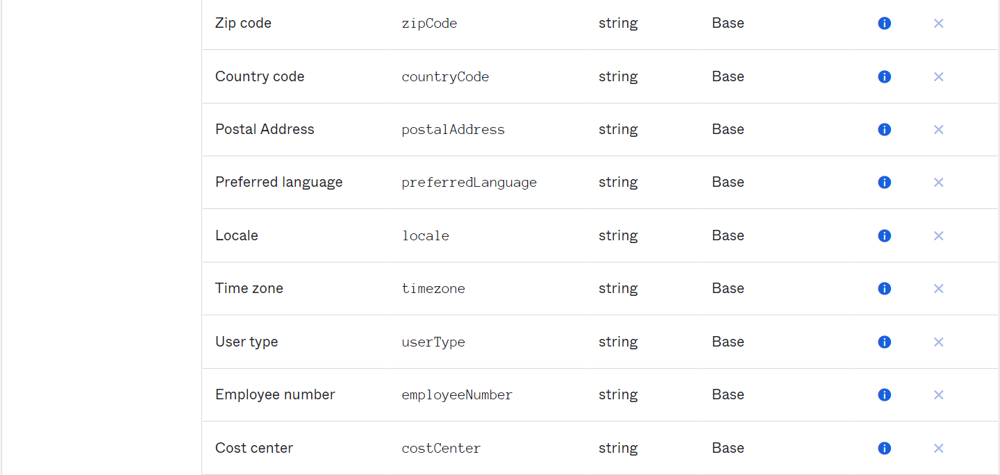 Zip code zipCode string Base
Country code countryCode string Base
Postal Address postalAddress string Base
Preferred language preferredLanguage string Base
Locale locale string Base
Time zone timezone string Base
User type userType string Base
Employee number employeeNumber string Base
Cost center costCenter string Base